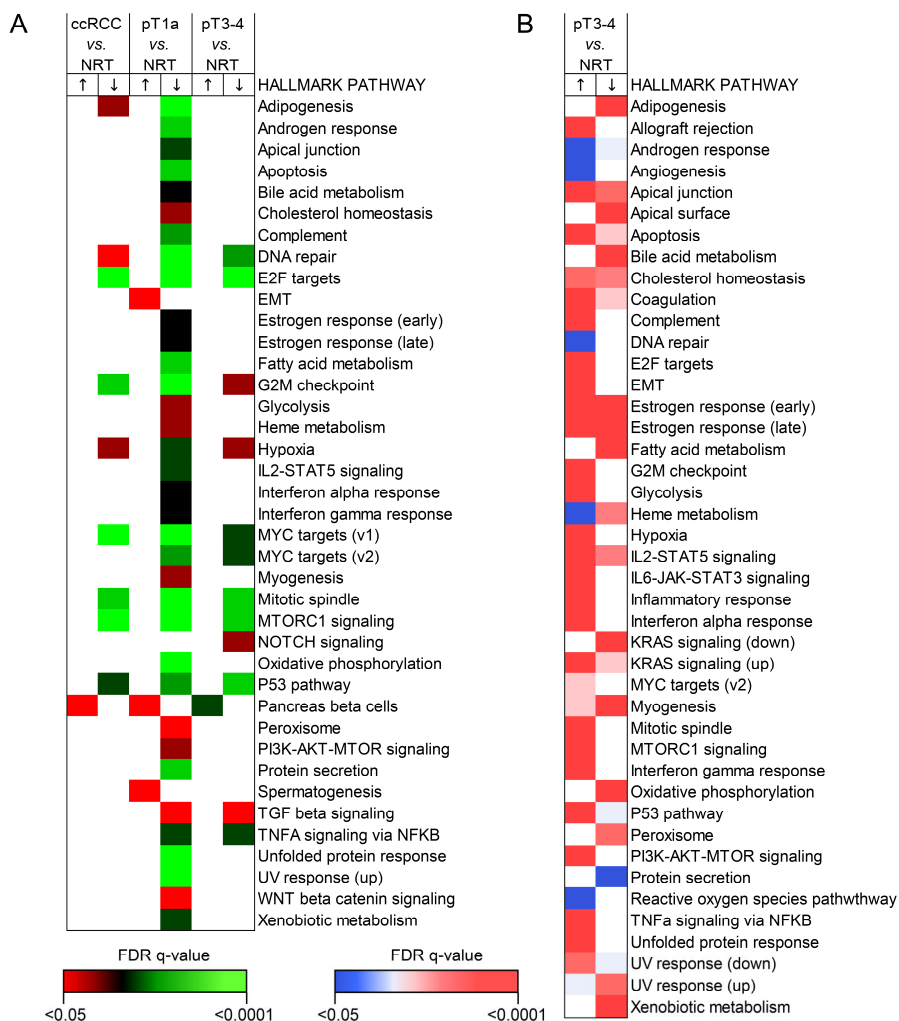 A
ccRCC pT1a pT3-4
vs. vs. vs.
NRT NRT NRT
↑ ↓ ↑ ↓ ↑ ↓ HALLMARK PATHWAY
Adipogenesis
Androgen response
Apical junction
Apoptosis
Bile acid metabolism
Cholesterol homeostasis
Complement
DNA repair
E2F targets
EMT
Estrogen response (early)
Estrogen response (late)
Fatty acid metabolism
G2M checkpoint
Glycolysis
Heme metabolism
Hypoxia
IL2-STAT5 signaling
Interferon alpha response
Interferon gamma response
MYC targets (v1)
MYC targets (v2)
Myogenesis
Mitotic spindle
MTORC1 signaling
NOTCH signaling
Oxidative phosphorylation
P53 pathway
Pancreas beta cells
Peroxisome
PI3K-AKT-MTOR signaling
Protein secretion
Spermatogenesis
TGF beta signaling
TNFA signaling via NFKB
Unfolded protein response
UV response (up)
WNT beta catenin signaling
Xenobiotic metabolism
FDR q-value
<0.05 <0.0001
B
pT3-4
vs.
NRT
↑ ↓ HALLMARK PATHWAY
Adipogenesis
Allograft rejection
Androgen response
Angiogenesis
Apical junction
Apical surface
Apoptosis
Bile acid metabolism
Cholesterol homeostasis
Coagulation
Complement
DNA repair
E2F targets
EMT
Estrogen response (early)
Estrogen response (late)
Fatty acid metabolism
G2M checkpoint
Glycolysis
Heme metabolism
Hypoxia
IL2-STAT5 signaling
IL6-JAK-STAT3 signaling
Inflammatory response
Interferon alpha response
KRAS signaling (down)
KRAS signaling (up)
MYC targets (v2)
Myogenesis
Mitotic spindle
MTORC1 signaling
Interferon gamma response
Oxidative phosphorylation
P53 pathway
Peroxisome
PI3K-AKT-MTOR signaling
Protein secretion
Reactive oxygen species pathwthway
TNFa signaling via NFKB
Unfolded protein response
UV response (down)
UV response (up)
Xenobiotic metabolism
FDR q-value
<0.05 <0.0001